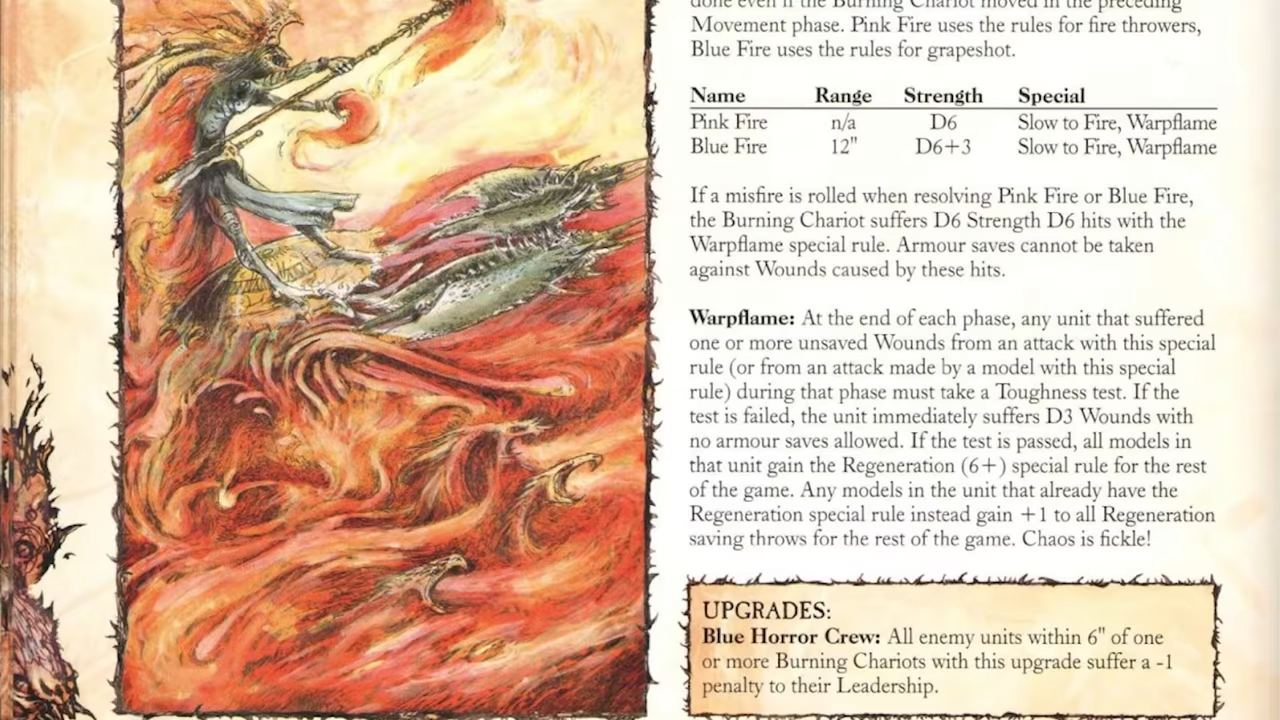 done even if the Burning Chariot moved in the preceding
Movement phase. Pink Fire uses the rules for fire throwers,
Blue Fire uses the rules for grapeshot.
Name Range Strength Special
Pink Fire n/a D6 Slow to Fire, Warpflame
Blue Fire 12" D6+3 Slow to Fire, Warpflame
If a misfire is rolled when resolving Pink Fire or Blue Fire,
the Burning Chariot suffers D6 Strength D6 hits with the
Warpflame special rule. Armour saves cannot be taken
against Wounds caused by these hits.
Warpflame: At the end of each phase, any unit that suffered
one or more unsaved Wounds from an attack with this special
rule (or from an attack made by a model with this special
rule) during that phase must take a Toughness test. If the
test is failed, the unit immediately suffers D3 Wounds with
no armour saves allowed. If the test is passed, all models in
that unit gain the Regeneration (6+) special rule for the rest
of the game. Any models in the unit that already have the
Regeneration special rule instead gain +1 to all Regeneration
saving throws for the rest of the game. Chaos is fickle!
UPGRADES:
Blue Horror Crew: All enemy units within 6" of one
or more Burning Chariots with this upgrade suffer a -1
penalty to their Leadership.